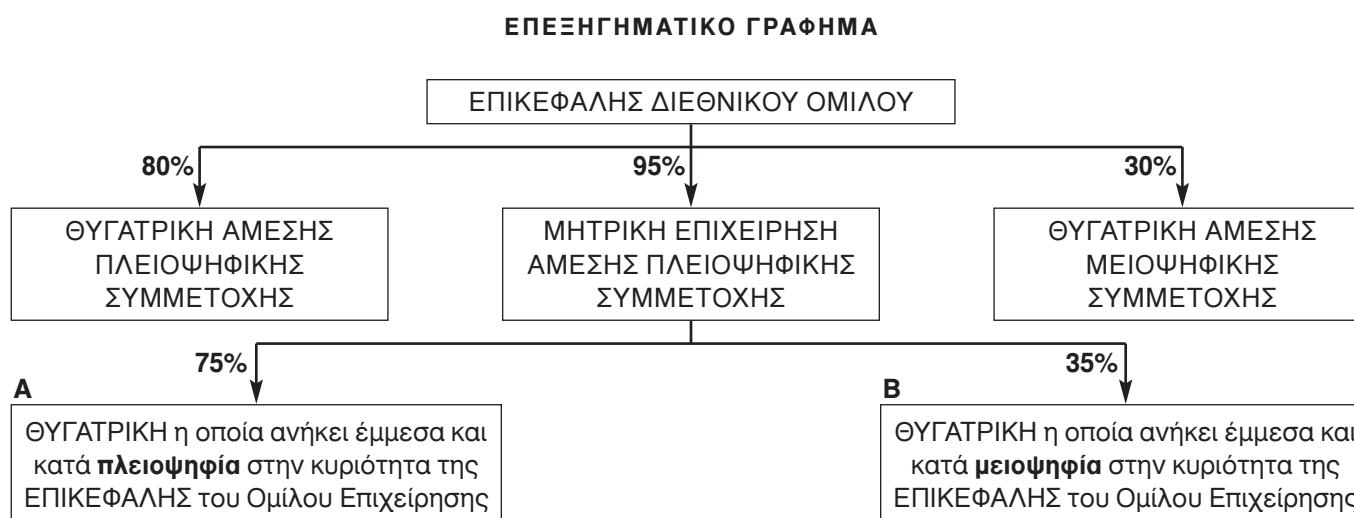 ΕΠΕΞΗΓΗΜΑΤΙΚΟ ΓΡΑΦΗΜΑ
ΕΠΙΚΕΦΑΛΗΣ ΔΙΕΘΝΙΚΟΥ ΟΜΙΛΟΥ
80%
95%
30%
ΘΥΓΑΤΡΙΚΗ ΑΜΕΣΗΣ
ΠΛΕΙΟΨΗΦΙΚΗΣ
ΣΥΜΜΕΤΟΧΗΣ
ΜΗΤΡΙΚΗ ΕΠΙΧΕΙΡΗΣΗ
ΑΜΕΣΗΣ ΠΛΕΙΟΨΗΦΙΚΗΣ
ΣΥΜΜΕΤΟΧΗΣ
ΘΥΓΑΤΡΙΚΗ ΑΜΕΣΗΣ
ΜΕΙΟΨΗΦΙΚΗΣ
ΣΥΜΜΕΤΟΧΗΣ
75%
35%
Α
ΘΥΓΑΤΡΙΚΗ η οποία ανήκει έμμεσα και
κατά πλειοψηφία στην κυριότητα της
ΕΠΙΚΕΦΑΛΗΣ του Ομίλου Επιχείρησης
Β
ΘΥΓΑΤΡΙΚΗ η οποία ανήκει έμμεσα και
κατά μειοψηφία στην κυριότητα της
ΕΠΙΚΕΦΑΛΗΣ του Ομίλου Επιχείρησης